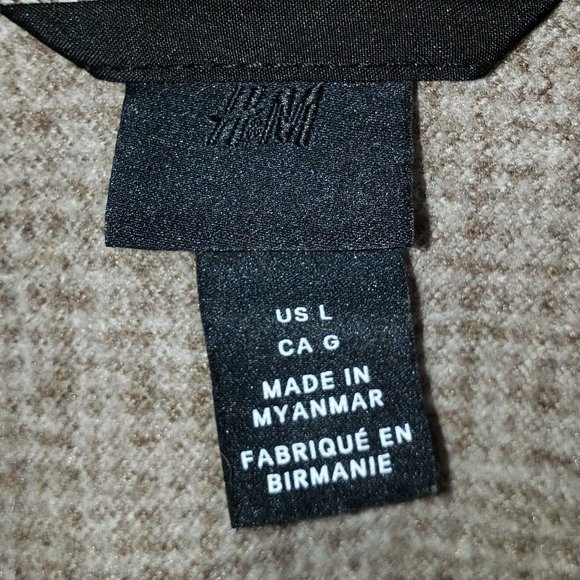 H&M
US L
CA G
MADE IN
MYANMAR
FABRIQUÉ EN
BIRMANIE